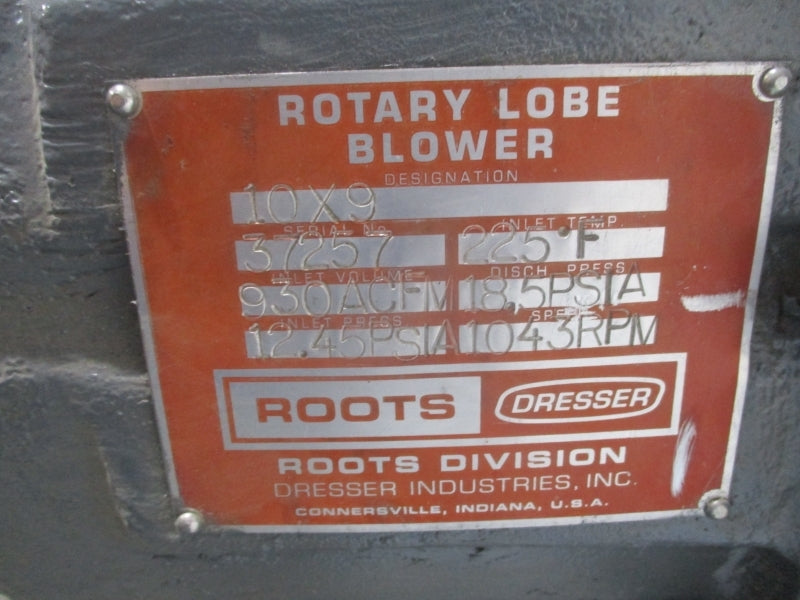 ROTARY LOBE
BLOWER
DESIGNATION
10X9
SERIAL No. INLET TEMP.
37257 225°F
INLET VOLUME DISCH. PRESS
930ACFM 18,5PSIA
INLET PRESS SPEED
12.45PSIA 1043RPM
ROOTS DRESSER
ROOTS DIVISION
DRESSER INDUSTRIES, INC.
CONNERSVILLE, INDIANA, U.S.A.